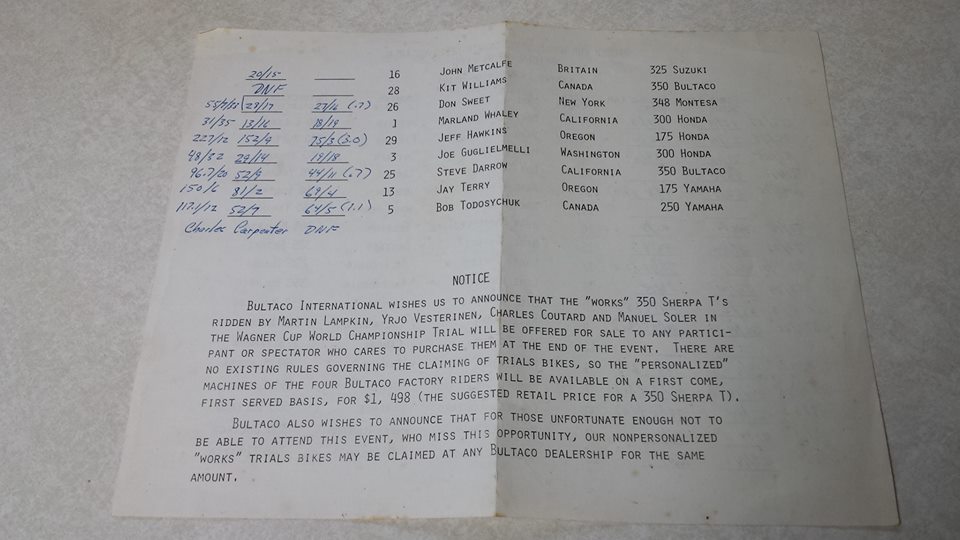 20/15 16 John Metcalfe Britain 325 Suzuki
DNF 28 Kit Williams Canada 350 Bultaco
23/17 27/16 (.7) 26 Don Sweet New York 348 Montesa
31/35 13/16 18/19 1 Marland Whaley California 300 Honda
227/12 152/9 75/3 (3.0) 29 Jeff Hawkins Oregon 175 Honda
48/32 29/14 19/18 3 Joe Guglielmelli Washington 300 Honda
96.7/20 52/9 44/11 (.7) 25 Steve Darrow California 350 Bultaco
150/6 81/2 69/4 13 Jay Terry Oregon 175 Yamaha
117.1/12 52/7 64/5 (1.1) 5 Bob Todosychuk Canada 250 Yamaha
Charles Carpenter DNF
NOTICE
Bultaco International wishes us to announce that the "works" 350 Sherpa T's
ridden by Martin Lampkin, Yrjo Vesterinen, Charles Coutard and Manuel Soler in
the Wagner Cup World Championship Trial will be offered for sale to any partici-
pant or spectator who cares to purchase them at the end of the event. There are
no existing rules governing the claiming of trials bikes, so the "personalized"
machines of the four Bultaco factory riders will be available on a first come,
first served basis, for $1, 498 (the suggested retail price for a 350 Sherpa T).
Bultaco also wishes to announce that for those unfortunate enough not to
be able to attend this event, who miss this opportunity, our nonpersonalized
"works" trials bikes may be claimed at any Bultaco dealership for the same
amount.